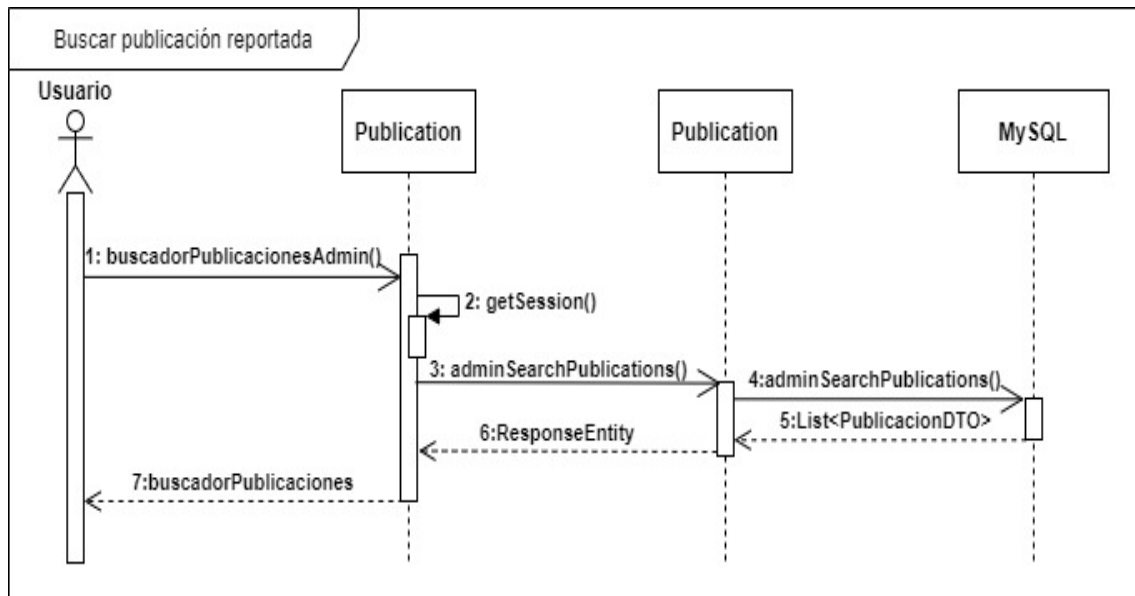 Buscar publicación reportada
Usuario
Publication
Publication
MySQL
1: buscadorPublicacionesAdmin()
2: getSession()
3: adminSearchPublications()
4:adminSearchPublications()
5:List<PublicacionDTO>
6:ResponseEntity
7:buscadorPublicaciones